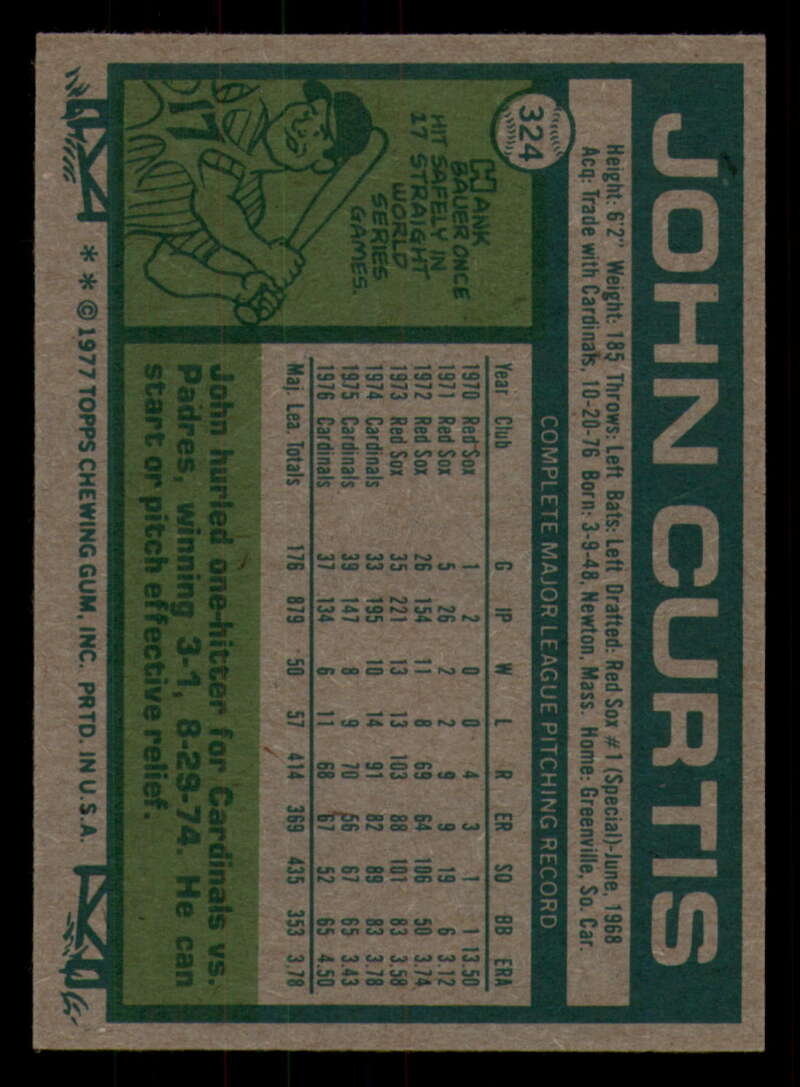 JOHN CURTIS
Height: 6'2" Weight: 185 Throws: Left Bats: Left Drafted: Red Sox #1 (Special)-June, 1968
Acq: Trade with Cardinals, 10-20-76 Born: 3-9-48, Newton, Mass. Home: Greenville, So. Car.
324
HANK
BAUER ONCE
HIT SAFELY IN
17 STRAIGHT
WORLD
SERIES
GAMES.
17
COMPLETE MAJOR LEAGUE PITCHING RECORD
Year Club G IP W L R ER SO BB ERA
1970 Red Sox 1 2 0 0 4 3 1 1 13.50
1971 Red Sox 5 26 2 2 9 9 19 6 3.12
1972 Red Sox 26 154 11 8 69 64 106 50 3.74
1973 Red Sox 35 221 13 13 103 88 101 83 3.58
1974 Cardinals 33 195 10 14 91 82 89 83 3.78
1975 Cardinals 39 147 8 9 70 56 67 65 3.43
1976 Cardinals 37 134 6 11 68 67 52 65 4.50
Maj. Lea. Totals 176 879 50 57 414 369 435 353 3.78
John hurled one-hitter for Cardinals vs.
Padres, winning 3-1, 8-29-74. He can
start or pitch effective relief.
* * © 1977 TOPPS CHEWING GUM, INC. PRTD. IN U.S.A.